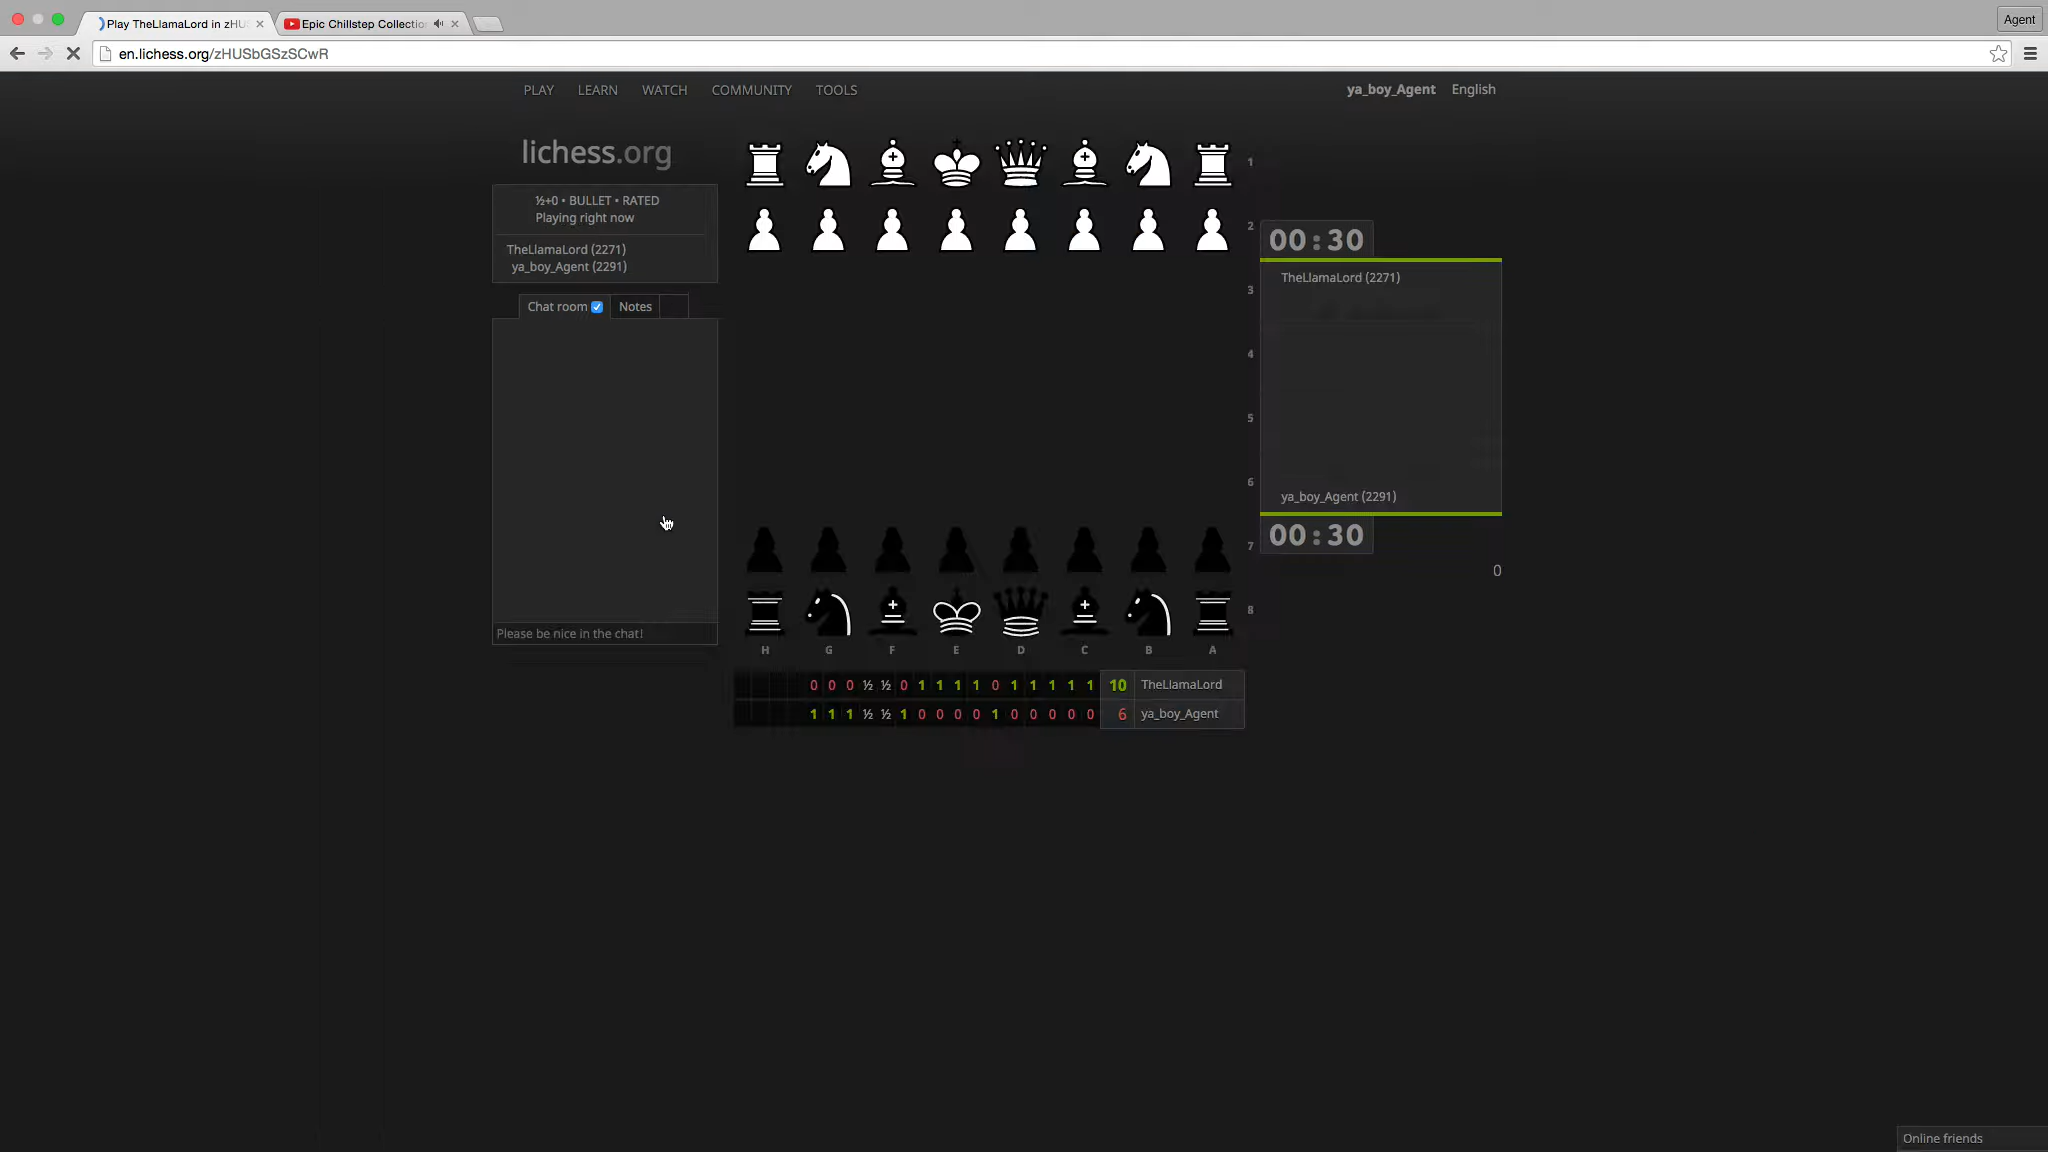 Play TheLlamaLord in zHUS
Epic Chillstep Collection
Agent
en.lichess.org/zHUSbGSzSCwR
PLAY LEARN WATCH COMMUNITY TOOLS
ya_boy_Agent English
lichess.org
½+0 • BULLET • RATED
Playing right now
TheLlamaLord (2271)
ya_boy_Agent (2291)
Chat room Notes
Please be nice in the chat!
1
2
3
4
5
6
7
8
H G F E D C B A
00:30
TheLlamaLord (2271)
ya_boy_Agent (2291)
00:30
0
0 0 0 ½ ½ 0 1 1 1 1 0 1 1 1 1 1 10 TheLlamaLord
1 1 1 ½ ½ 1 0 0 0 0 1 0 0 0 0 0 6 ya_boy_Agent
Online friends